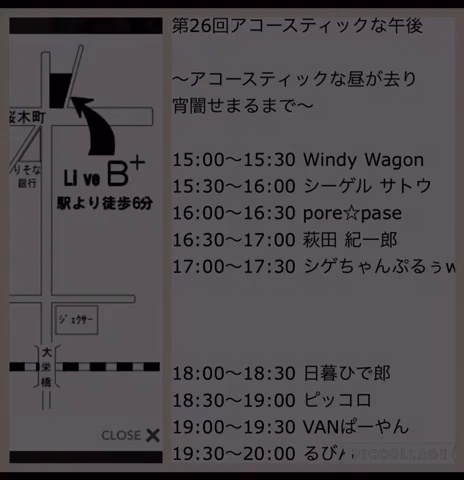 桜木町
りそな
銀行
Live B+
駅より徒歩6分
ジェクサー
大栄橋
CLOSE X
第26回アコースティックな午後
～アコースティックな昼が去り
宵闇せまるまで～
15:00～15:30 Windy Wagon
15:30～16:00 シーゲル サトウ
16:00～16:30 pore☆pase
16:30～17:00 萩田 紀一郎
17:00～17:30 シゲちゃんぷるぅw
18:00～18:30 日暮ひで郎
18:30～19:00 ピッコロ
19:00～19:30 VANぱーやん
19:30～20:00 るびん
PICCOLLAGE